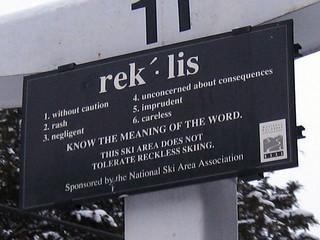 11
rek´· lis
1. without caution
2. rash
3. negligent
4. unconcerned about consequences
5. imprudent
6. careless
KNOW THE MEANING OF THE WORD.
THIS SKI AREA DOES NOT
TOLERATE RECKLESS SKIING.
Sponsored by the National Ski Area Association